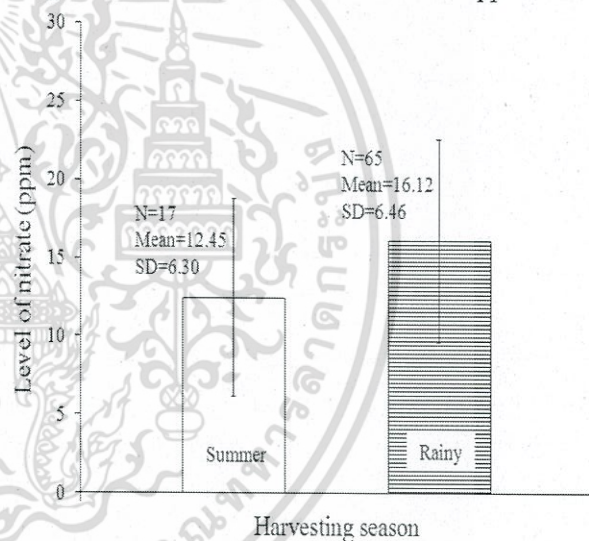 30
25
20
15
10
5
0
Level of nitrate (ppm)
N=17
Mean=12.45
SD=6.30
N=65
Mean=16.12
SD=6.46
Summer
Rainy
Harvesting season